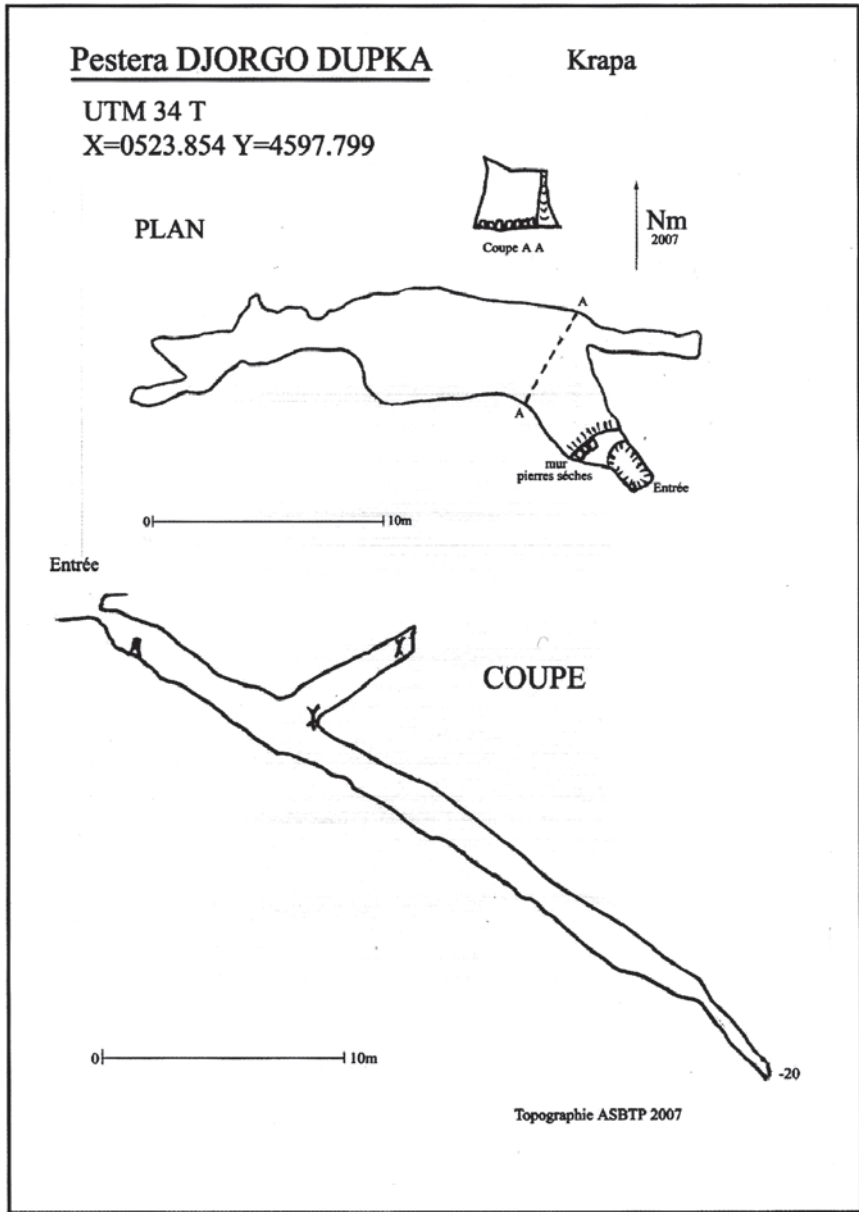 Pestera DJORGO DUPKA
Krapa
UTM 34 T
X=0523.854 Y=4597.799
PLAN
Coupe A A
Nm
2007
A
A
mur
pierres séches
Entrée
0
10m
Entrée
COUPE
0
10m
-20
Topographie ASBTP 2007